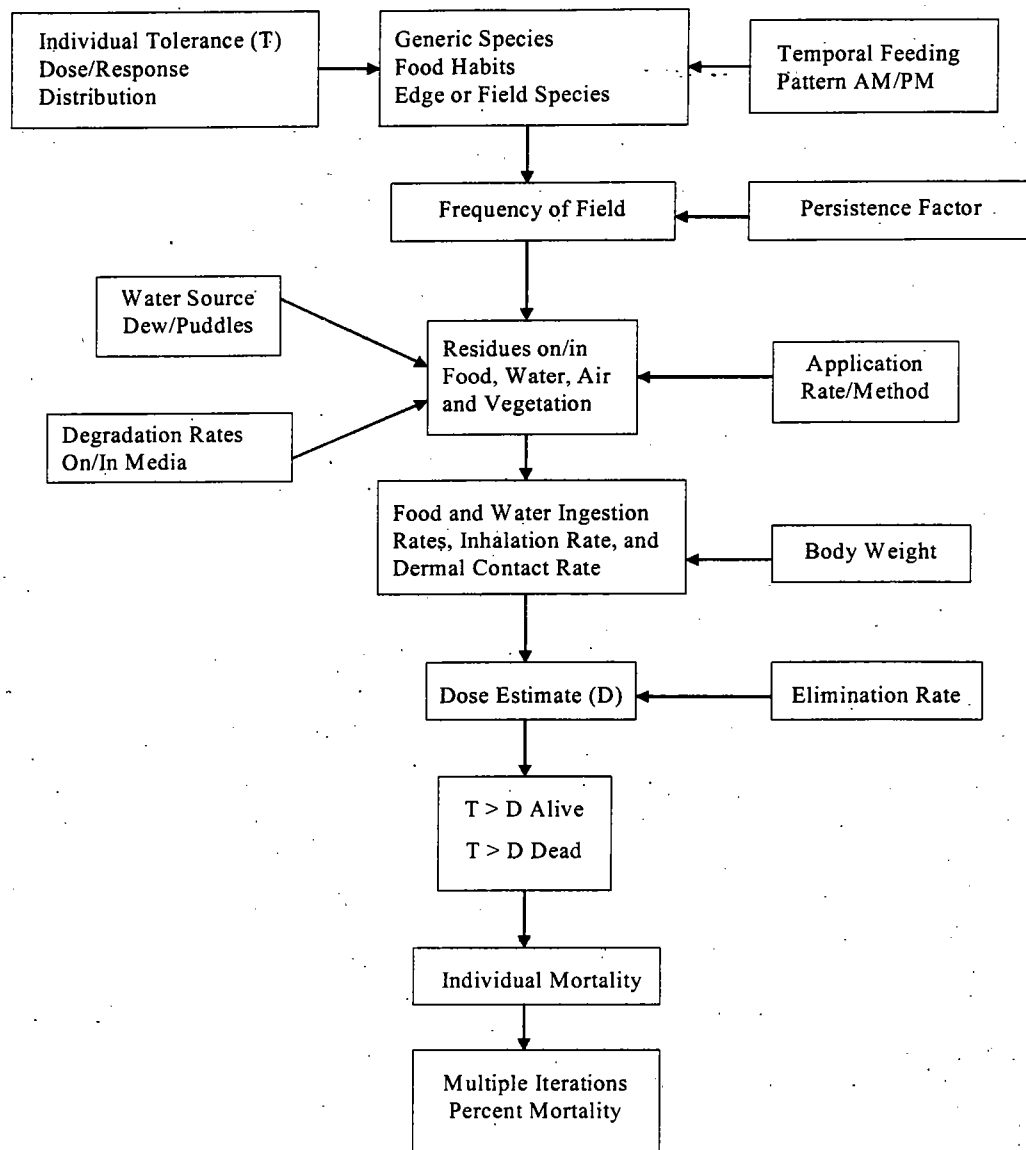 Individual Tolerance (T)
Dose/Response
Distribution
Generic Species
Food Habits
Edge or Field Species
Temporal Feeding
Pattern AM/PM
Frequency of Field
Persistence Factor
Water Source
Dew/Puddles
Residues on/in
Food, Water, Air
and Vegetation
Application
Rate/Method
Degradation Rates
On/In Media
Food and Water Ingestion
Rates, Inhalation Rate, and
Dermal Contact Rate
Body Weight
Dose Estimate (D)
Elimination Rate
T > D Alive
T > D Dead
Individual Mortality
Multiple Iterations
Percent Mortality